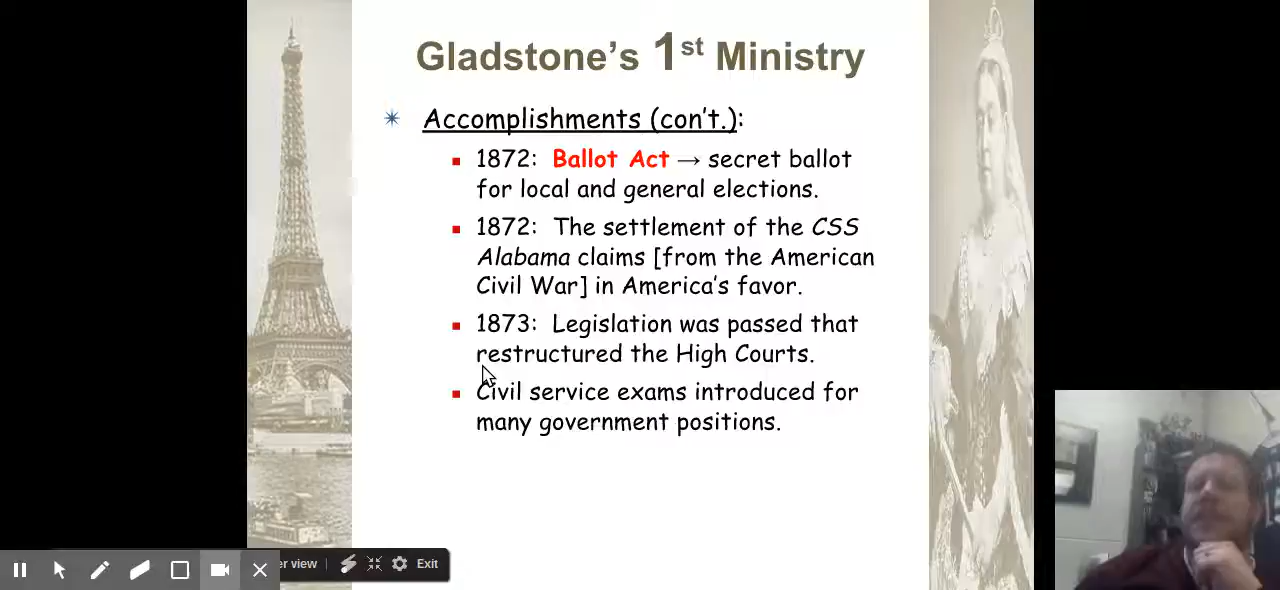 Gladstone's 1st Ministry
Accomplishments (con't.):
1872: Ballot Act → secret ballot
for local and general elections.
1872: The settlement of the CSS
Alabama claims [from the American
Civil War] in America's favor.
1873: Legislation was passed that
restructured the High Courts.
Civil service exams introduced for
many government positions.
view
Exit